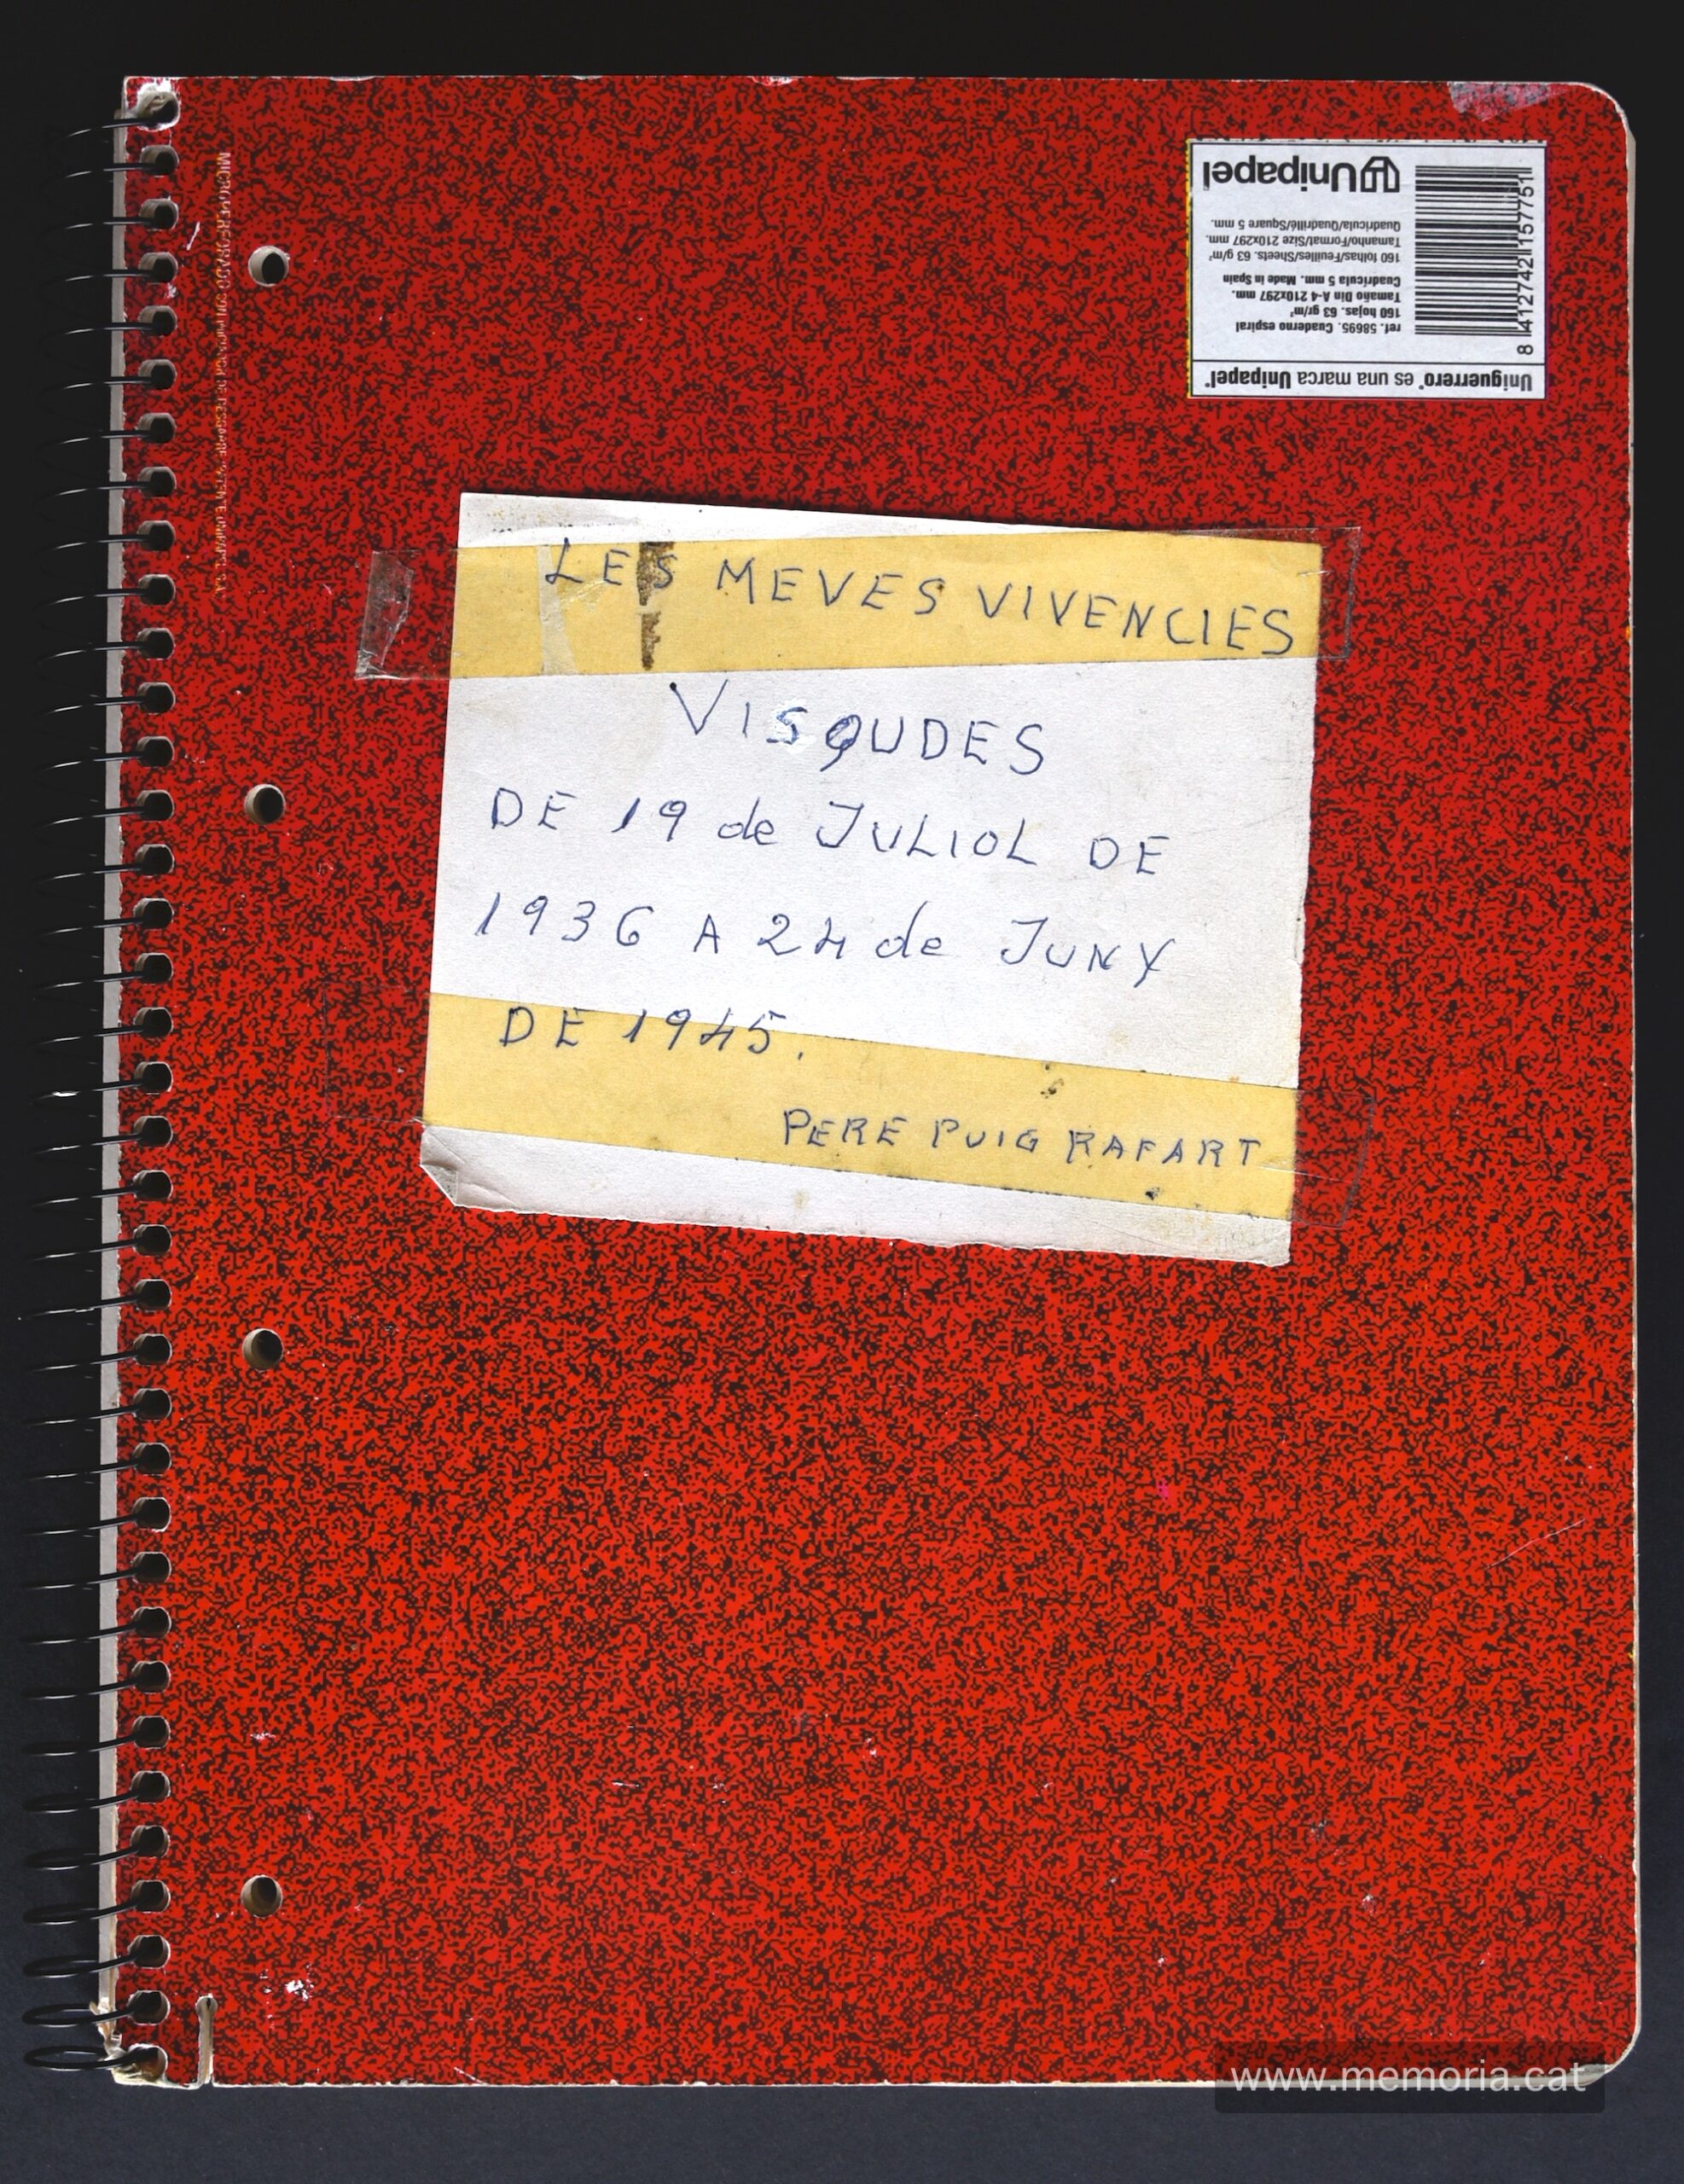 Unipapel
Quadrícula/Quadrícula/Quadrillé/Square 5 mm.
Tamanho/Format/Size 210x297 mm.
160 folhas/Feuilles/Sheets. 63 g/m²
Cuadrícula 5 mm. Made in Spain
Tamaño Din A-4 210x297 mm.
160 hojas. 63 gr/m²
ref. 58695. Cuaderno espiral
8 412742 157751
Uniguerrero® es una marca Unipapel®
LES MEVES VIVENCIES
VISQUDES
DE 19 de JULIOL DE
1936 A 24 de JUNY
DE 1945.
PERE PUIG RAFART
www.memoria.cat